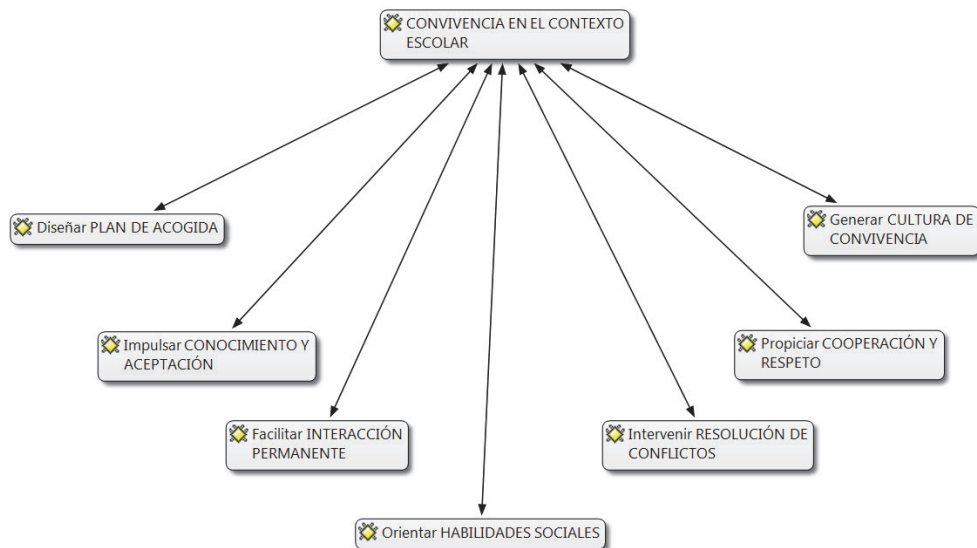 CONVIVENCIA EN EL CONTEXTO
ESCOLAR
Diseñar PLAN DE ACOGIDA
Generar CULTURA DE
CONVIVENCIA
Impulsar CONOCIMIENTO Y
ACEPTACIÓN
Propiciar COOPERACIÓN Y
RESPETO
Facilitar INTERACCIÓN
PERMANENTE
Intervenir RESOLUCIÓN DE
CONFLICTOS
Orientar HABILIDADES SOCIALES